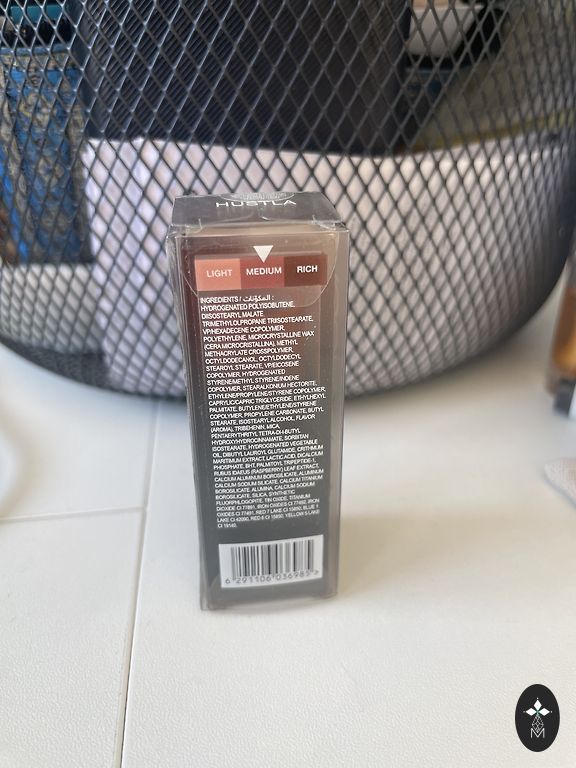 HUSTLA
LIGHT MEDIUM RICH
INGREDIENTS / المكونات :
HYDROGENATED POLYISOBUTENE,
DIISOSTEARYL MALATE
TRIMETHYLOLPROPANE TRIISOSTEARATE,
VP/HEXADECENE COPOLYMER,
POLYETHYLENE, MICROCRYSTALLINE WAX
(CERA MICROCRISTALLINA), METHYL
METHACRYLATE CROSSPOLYMER,
OCTYLDODECANOL, OCTYLDODECYL
STEAROYL STEARATE, VP/EICOSENE
COPOLYMER, HYDROGENATED
STYRENE/METHYL STYRENE/INDENE
COPOLYMER, STEARALKONIUM HECTORITE,
ETHYLENE/PROPYLENE/STYRENE COPOLYMER,
CAPRYLIC/CAPRIC TRIGLYCERIDE, ETHYLHEXYL
PALMITATE, BUTYLENE/ETHYLENE/STYRENE
COPOLYMER, PROPYLENE CARBONATE, BUTYL
STEARATE, ISOSTEARYL ALCOHOL, FLAVOR
(AROMA), TRIBEHENIN, MICA,
PENTAERYTHRITYL TETRA-DI-t-BUTYL
HYDROXYHYDROCINNAMATE, SORBITAN
ISOSTEARATE, HYDROGENATED VEGETABLE
OIL, DIBUTYL LAUROYL GLUTAMIDE, CRITHMUM
MARITIMUM EXTRACT, LACTIC ACID, DICALCIUM
PHOSPHATE, BHT, PALMITOYL TRIPEPTIDE-1,
RUBUS IDAEUS (RASPBERRY) LEAF EXTRACT,
CALCIUM ALUMINUM BOROSILICATE, ALUMINUM
CALCIUM SODIUM SILICATE, CALCIUM TITANIUM
BOROSILICATE, ALUMINA, CALCIUM SODIUM
BOROSILICATE, SILICA, SYNTHETIC
FLUORPHLOGOPITE, TIN OXIDE, TITANIUM
DIOXIDE CI 77891, IRON OXIDES CI 77492, IRON
OXIDES CI 77491, RED 7 LAKE CI 15850, BLUE 1
LAKE CI 42090, RED 6 CI 15850, YELLOW 5 LAKE
CI 19140.
6 291106 036985 >
M